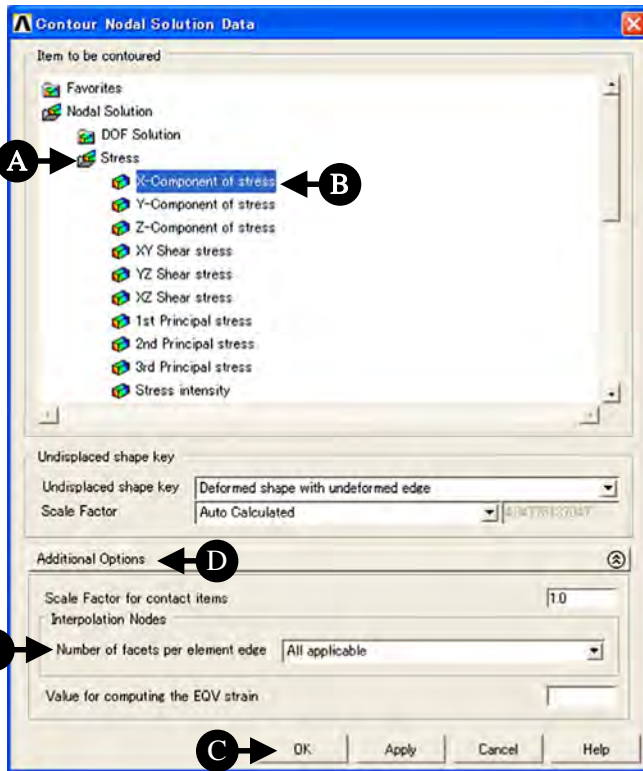 Contour Nodal Solution Data
Item to be contoured
Favorites
Nodal Solution
DOF Solution
A Stress
X-Component of stress B
Y-Component of stress
Z-Component of stress
XY Shear stress
YZ Shear stress
XZ Shear stress
1st Principal stress
2nd Principal stress
3rd Principal stress
Stress intensity
Undisplaced shape key
Undisplaced shape key Deformed shape with undeformed edge
Scale Factor Auto Calculated
Additional Options D
Scale Factor for contact items 1.0
Interpolation Nodes
Number of facets per element edge All applicable
Value for computing the EQV strain
C OK Apply Cancel Help